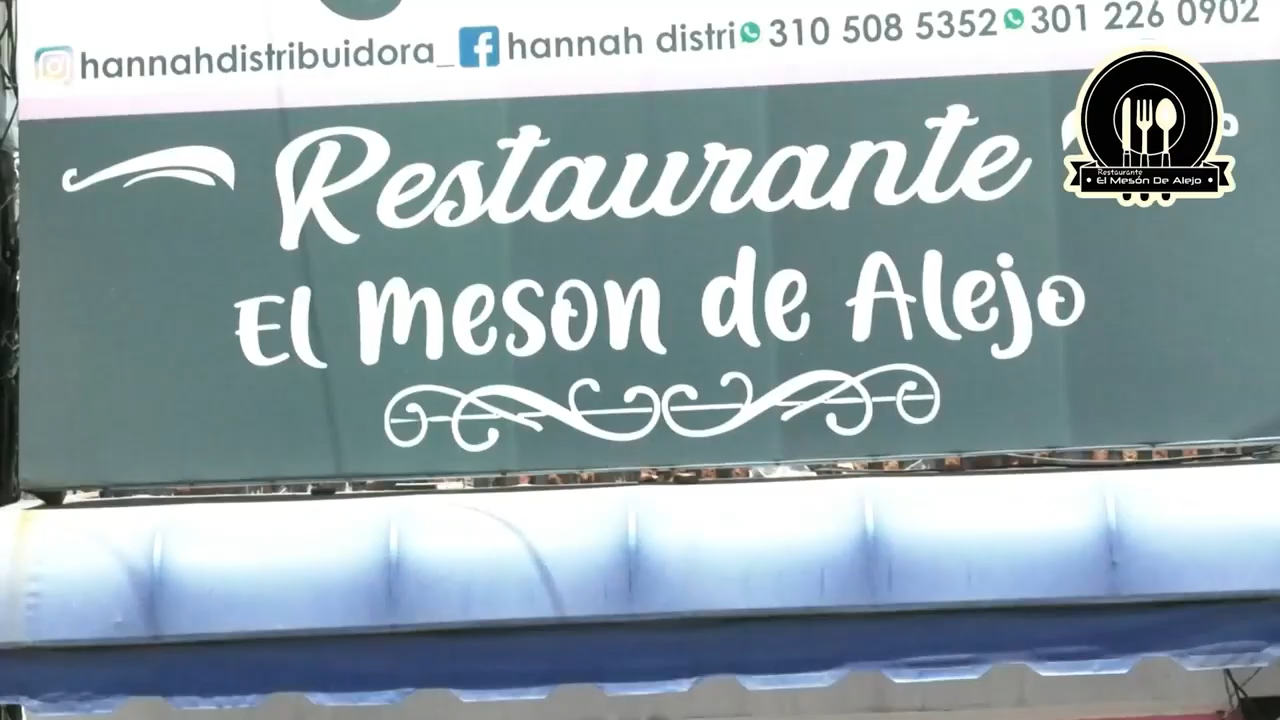 hannahdistribuidora_ hannah distri 310 508 5352 301 226 0902
Restaurante
El meson de Alejo
Restaurante
• El Mesón De Alejo •